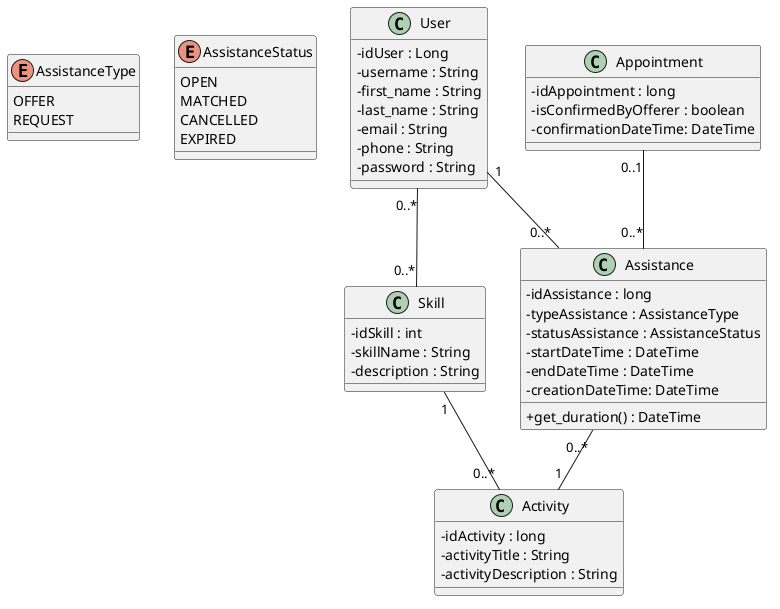 E AssistanceType
OFFER
REQUEST
E AssistanceStatus
OPEN
MATCHED
CANCELLED
EXPIRED
C User
-idUser : Long
-username : String
-first_name : String
-last_name : String
-email : String
-phone : String
-password : String
C Appointment
-idAppointment : long
-isConfirmedByOfferer : boolean
-confirmationDateTime: DateTime
1
0..*
0..*
0..*
0..1
0..*
C Skill
-idSkill : int
-skillName : String
-description : String
C Assistance
-idAssistance : long
-typeAssistance : AssistanceType
-statusAssistance : AssistanceStatus
-startDateTime : DateTime
-endDateTime : DateTime
-creationDateTime: DateTime
+get_duration() : DateTime
1
0..*
0..*
1
C Activity
-idActivity : long
-activityTitle : String
-activityDescription : String